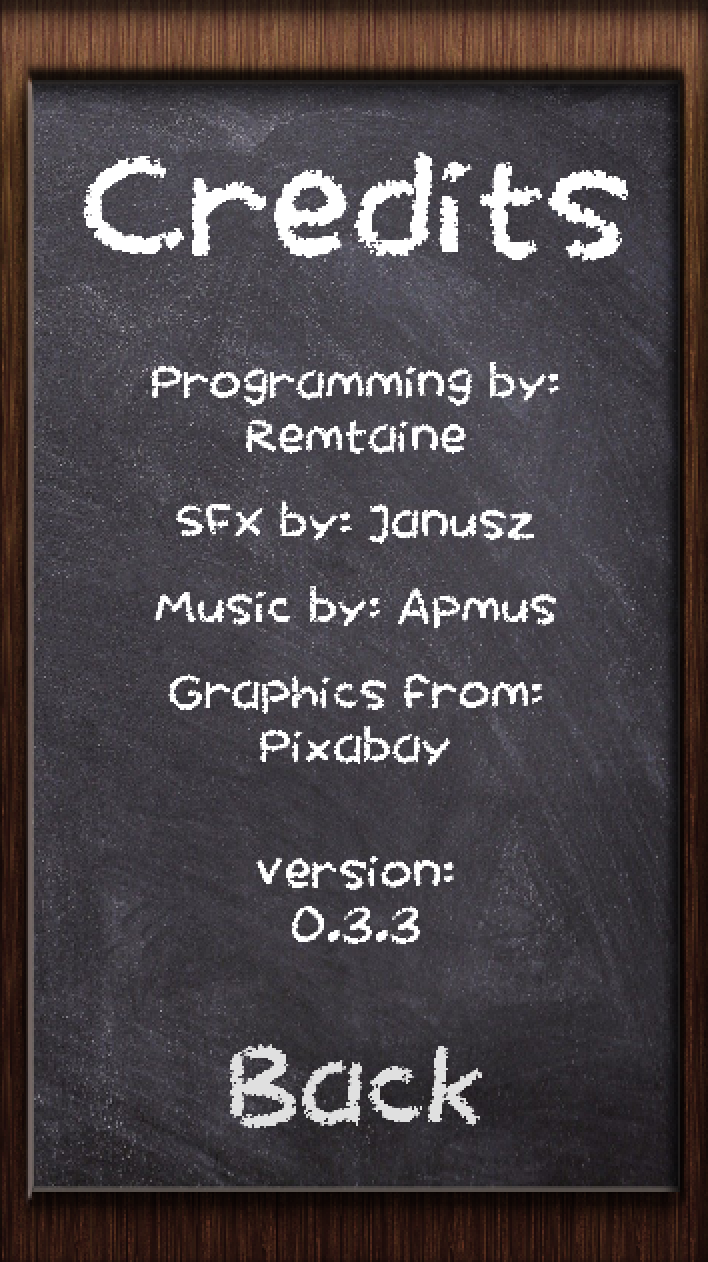 Credits
Programming by:
Remtaine
SFX by: Janusz
Music by: Apmus
Graphics from:
Pixabay
Version:
0.3.3
Back